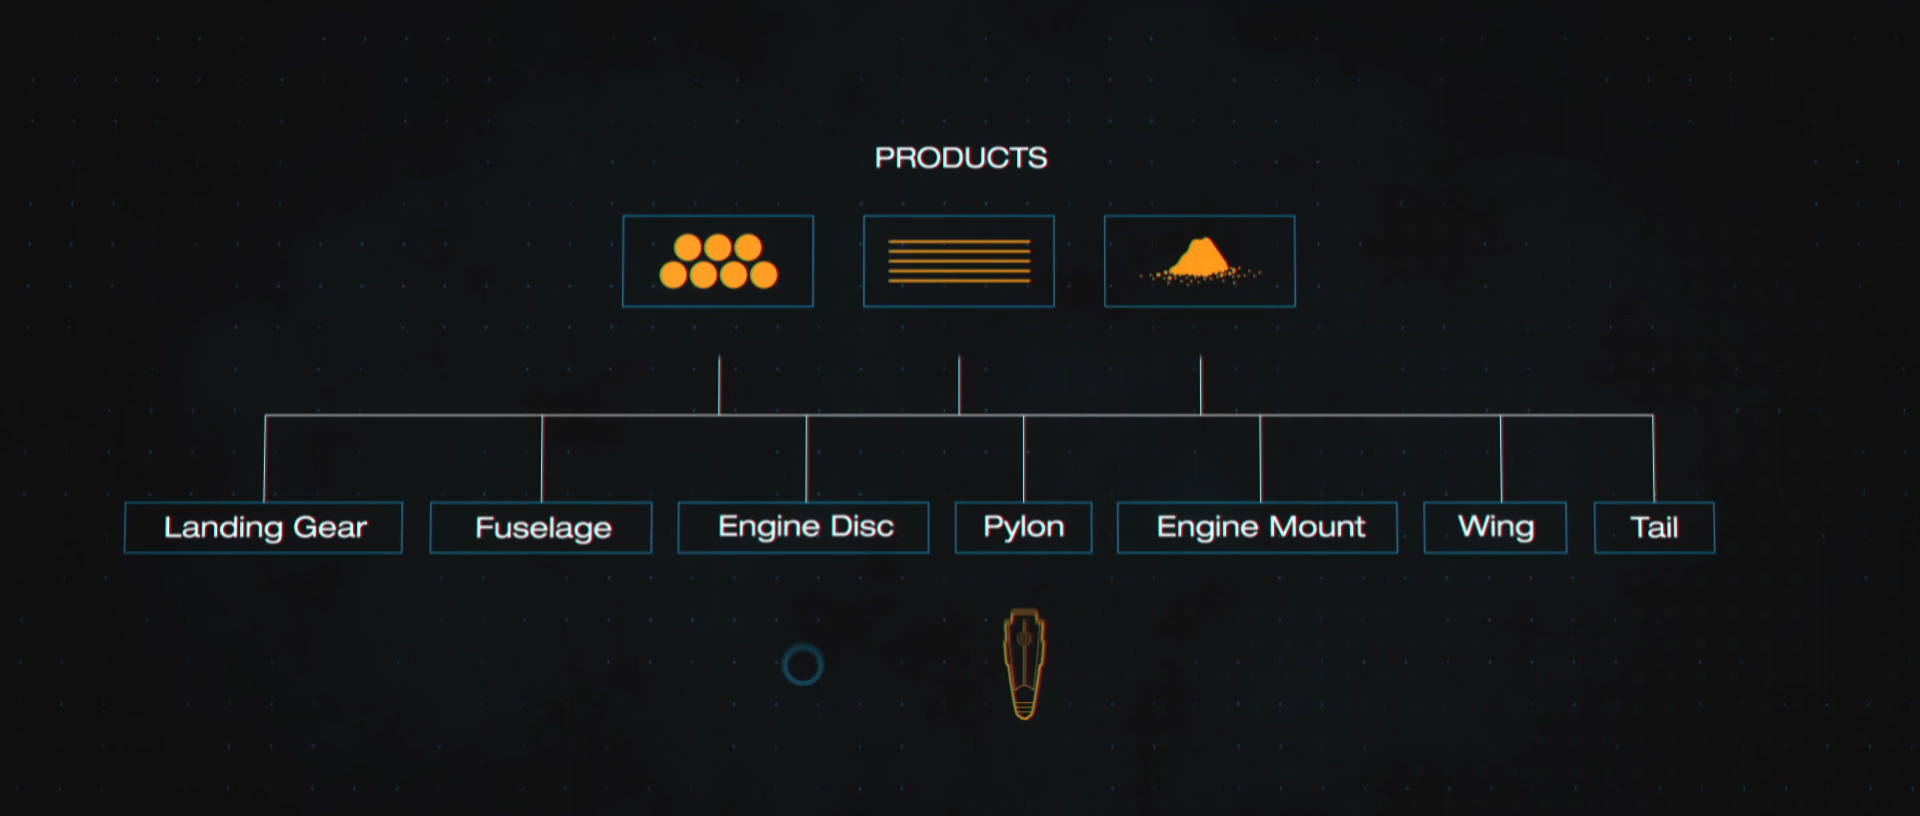 PRODUCTS
Landing Gear
Fuselage
Engine Disc
Pylon
Engine Mount
Wing
Tail